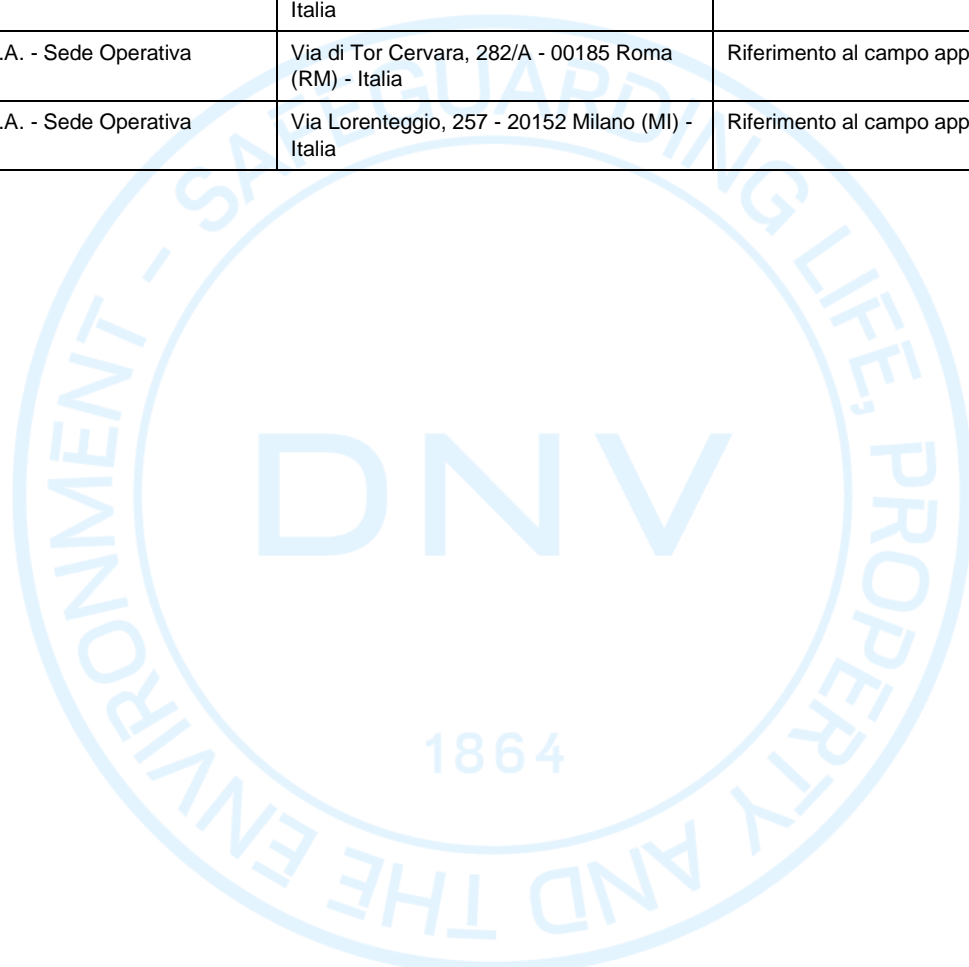 Italia
.A. - Sede Operativa
Via di Tor Cervara, 282/A - 00185 Roma
(RM) - Italia
Riferimento al campo app
.A. - Sede Operativa
Via Lorenteggio, 257 - 20152 Milano (MI) -
Italia
Riferimento al campo app
SAFEGUARDING LIFE, PROPERTY AND THE ENVIRONMENT -
DNV
1864